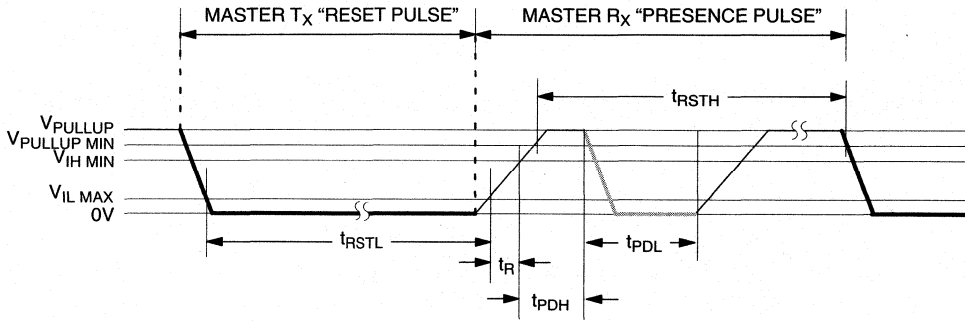 MASTER TX “RESET PULSE”
MASTER RX “PRESENCE PULSE”
tRSTH
VPULLUP
VPULLUP MIN
VIH MIN
VIL MAX
0V
tRSTL
tR
tPDL
tPDH